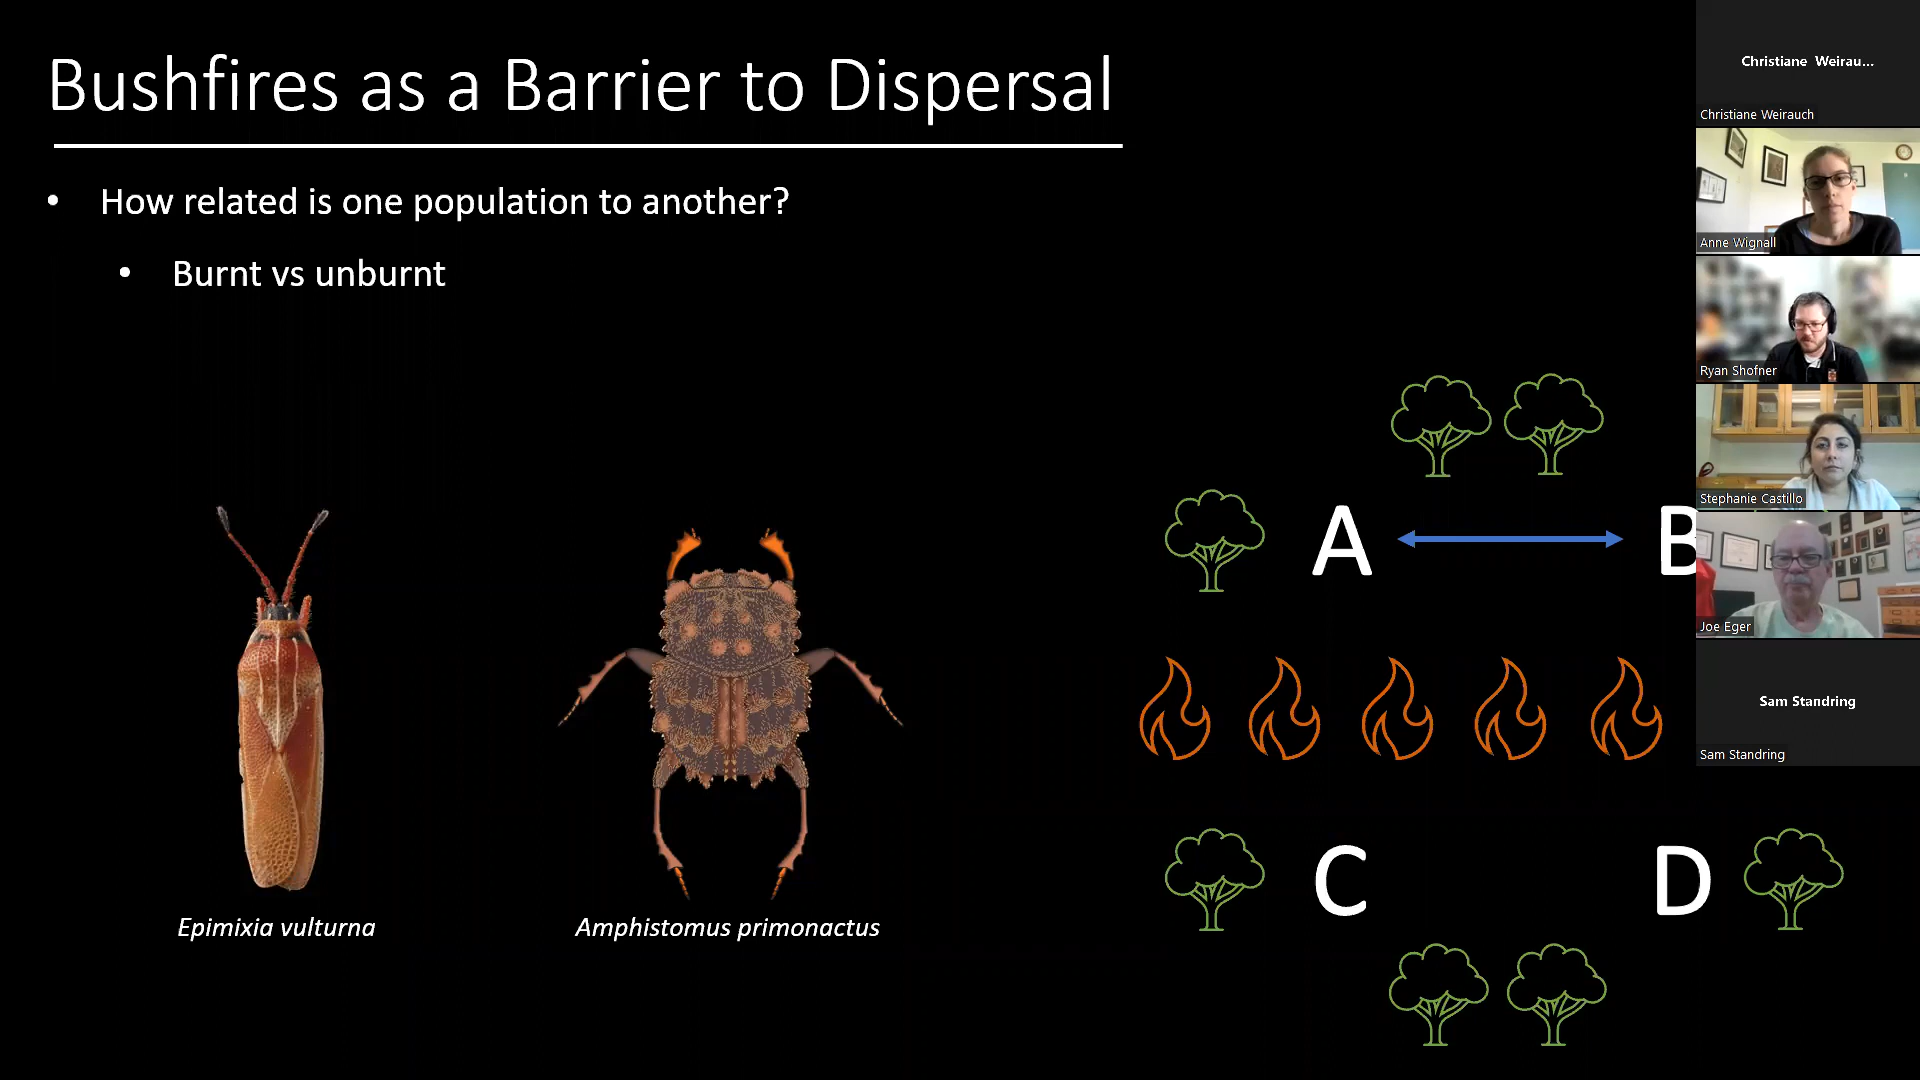 Bushfires as a Barrier to Dispersal
• How related is one population to another?
• Burnt vs unburnt
A
B
C
D
Epimixia vulturna
Amphistomus primonactus
Christiane Weirau...
Christiane Weirauch
Anne Wignall
Ryan Shofner
Stephanie Castillo
Joe Eger
Sam Standring
Sam Standring